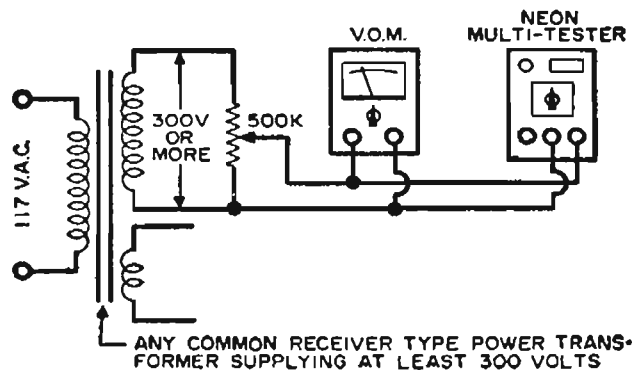 NEON
MULTI-TESTER
V.O.M.
117 V.A.C.
300V
OR
MORE
500K
ANY COMMON RECEIVER TYPE POWER TRANS-
FORMER SUPPLYING AT LEAST 300 VOLTS